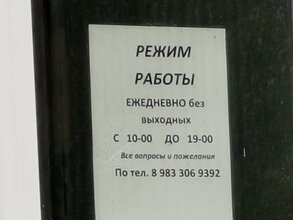 РЕЖИМ
РАБОТЫ
ЕЖЕДНЕВНО без
выходных
С 10-00 ДО 19-00
Все вопросы и пожелания
По тел. 8 983 306 9392